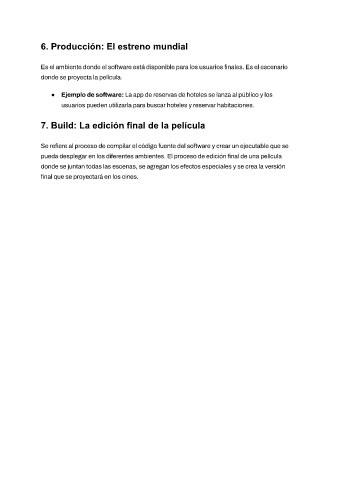 6. Producción: El estreno mundial
Es el ambiente donde el software está disponible para los usuarios finales. Es el escenario
donde se proyecta la película.
● Ejemplo de software: La app de reservas de hoteles se lanza al público y los
usuarios pueden utilizarla para buscar hoteles y reservar habitaciones.
7. Build: La edición final de la película
Se refiere al proceso de compilar el código fuente del software y crear un ejecutable que se
pueda desplegar en los diferentes ambientes. El proceso de edición final de una película
donde se juntan todas las escenas, se agregan los efectos especiales y se crea la versión
final que se proyectará en los cines.